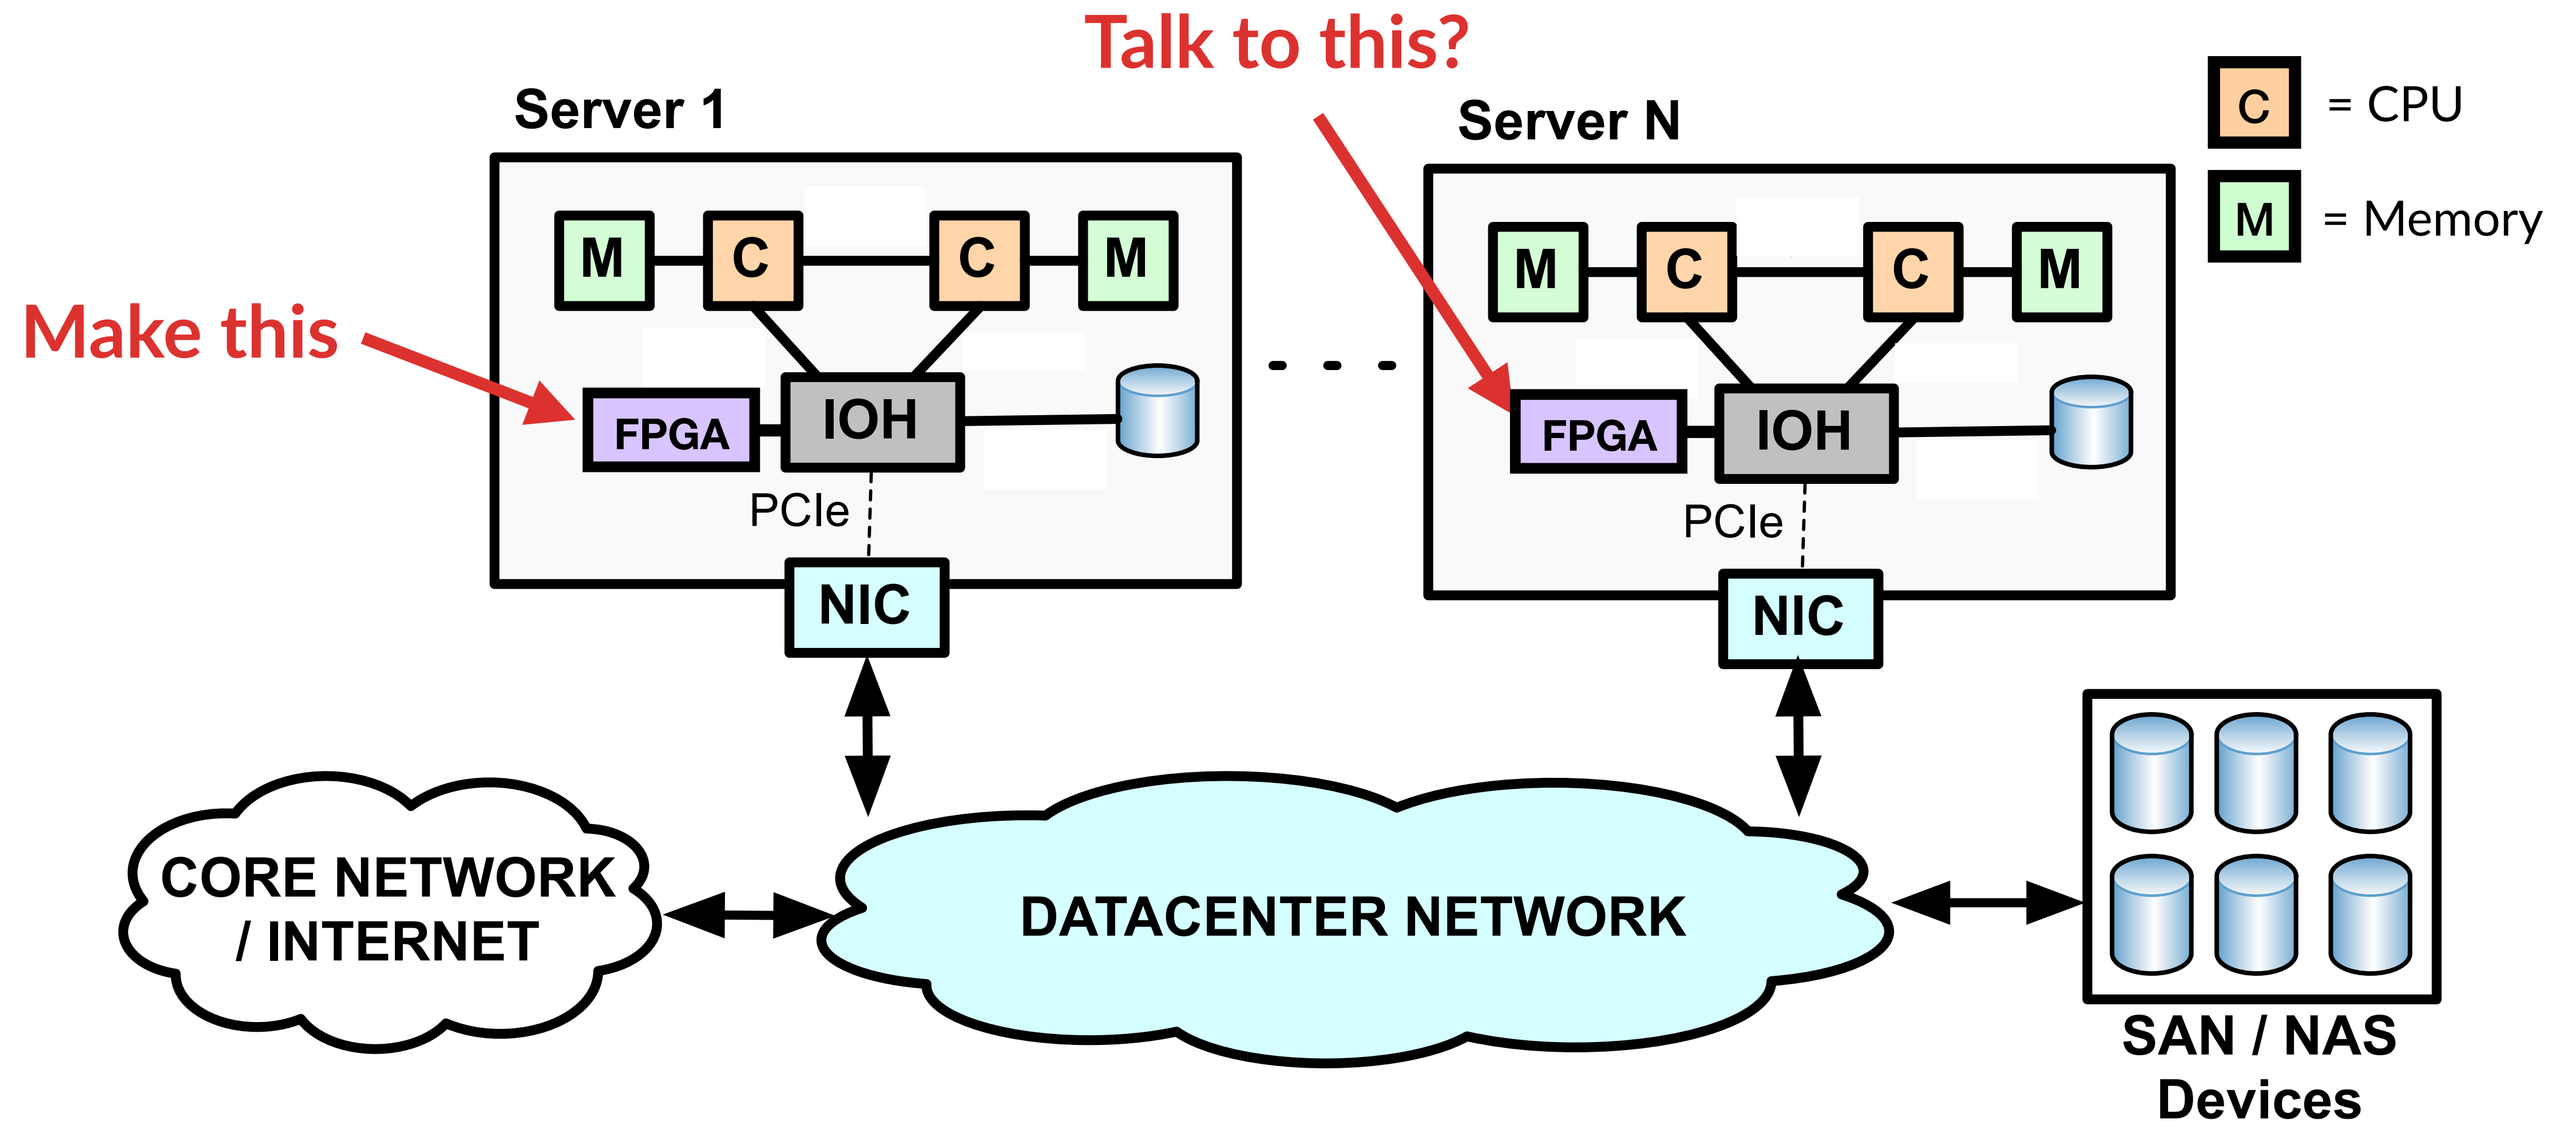 Talk to this?
Server 1
Server N
C = CPU
M = Memory
M C C M
M C C M
Make this
FPGA IOH
FPGA IOH
PCIe
PCIe
NIC
NIC
CORE NETWORK
/ INTERNET
DATACENTER NETWORK
SAN / NAS
Devices